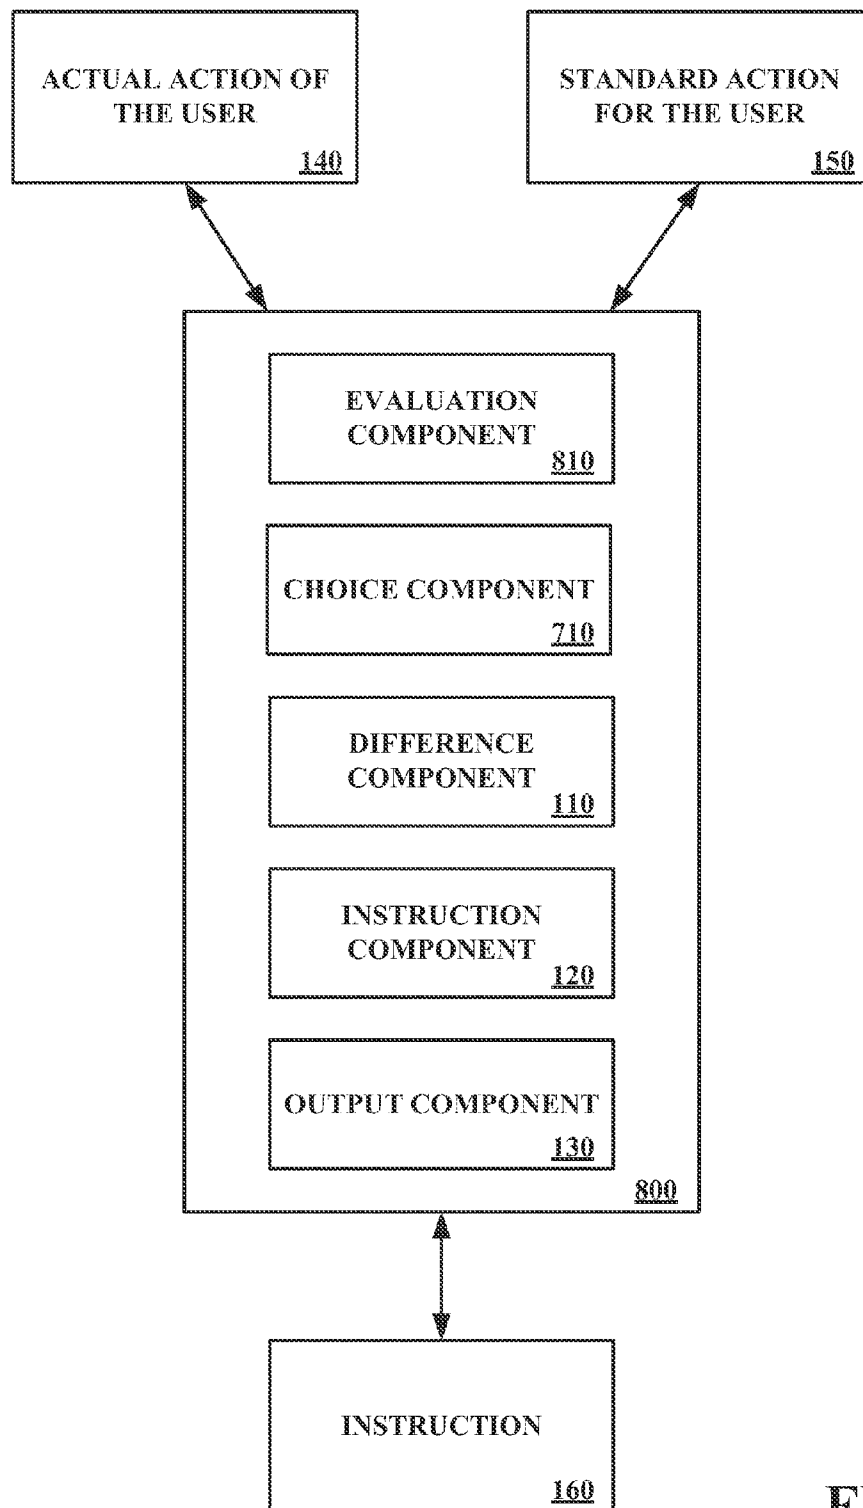 ACTUAL ACTION OF
THE USER
140
STANDARD ACTION
FOR THE USER
150
EVALUATION
COMPONENT
810
CHOICE COMPONENT
710
DIFFERENCE
COMPONENT
110
INSTRUCTION
COMPONENT
120
OUTPUT COMPONENT
130
800
INSTRUCTION
160